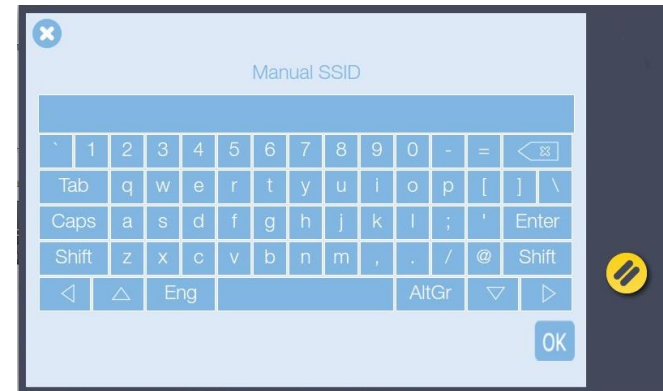 Manual SSID
` 1 2 3 4 5 6 7 8 9 0 - =
Tab q w e r t y u i o p [ ] \
Caps a s d f g h j k l ; ' Enter
Shift z x c v b n m , . / @ Shift
Eng AltGr
OK